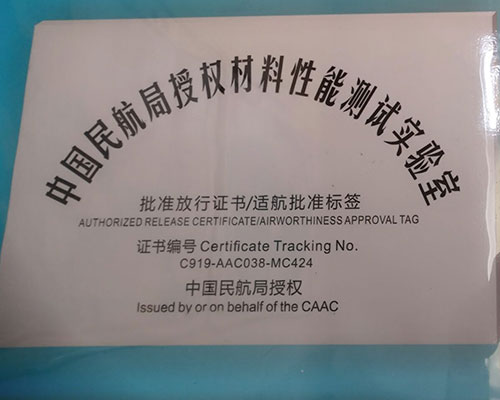 中国民航局授权材料性能测试实验室
批准放行证书/适航批准标签
AUTHORIZED RELEASE CERTIFICATE/AIRWORTHINESS APPROVAL TAG
证书编号 Certificate Tracking No.
C919-AAC038-MC424
中国民航局授权
Issued by or on behalf of the CAAC